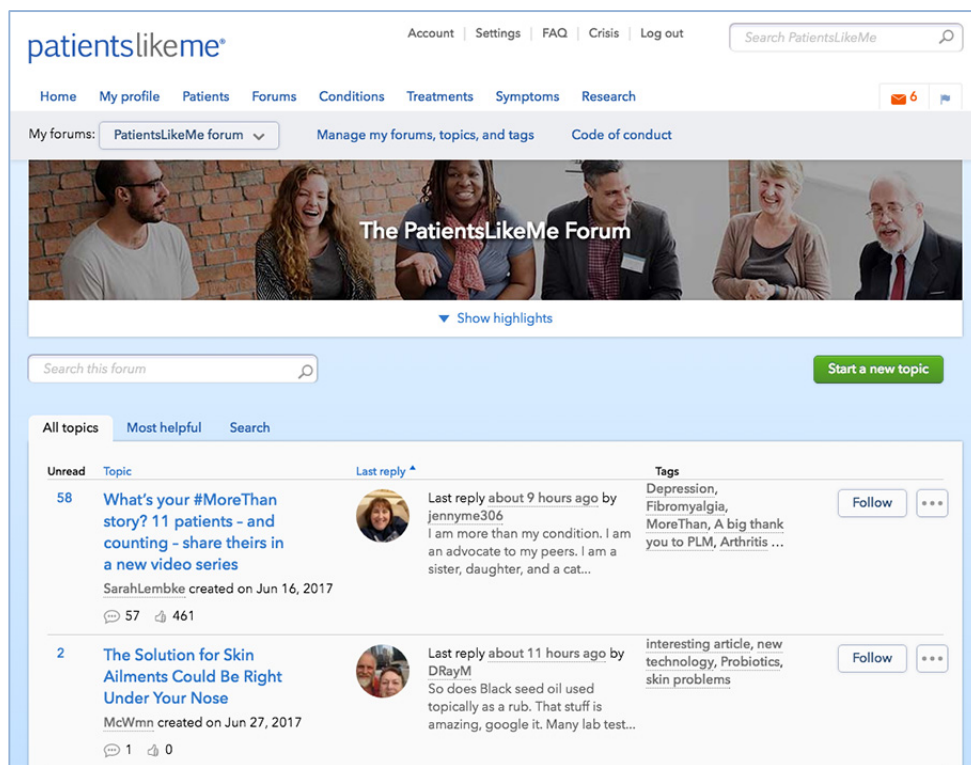 Account | Settings | FAQ | Crisis | Log out
patientslikeme®
Search PatientsLikeMe
Home My profile Patients Forums Conditions Treatments Symptoms Research
6
My forums: PatientsLikeMe forum Manage my forums, topics, and tags Code of conduct
The PatientsLikeMe Forum
Show highlights
Search this forum
Start a new topic
All topics Most helpful Search
Unread Topic Last reply Tags
58
What's your #MoreThan
story? 11 patients – and
counting – share theirs in
a new video series
SarahLembke created on Jun 16, 2017
57 461
Last reply about 9 hours ago by
jennyme306
I am more than my condition. I am
an advocate to my peers. I am a
sister, daughter, and a cat...
Depression,
Fibromyalgia,
MoreThan, A big thank
you to PLM, Arthritis ...
Follow
2
The Solution for Skin
Ailments Could Be Right
Under Your Nose
McWmn created on Jun 27, 2017
1 0
Last reply about 11 hours ago by
DRayM
So does Black seed oil used
topically as a rub. That stuff is
amazing, google it. Many lab test...
interesting article, new
technology, Probiotics,
skin problems
Follow